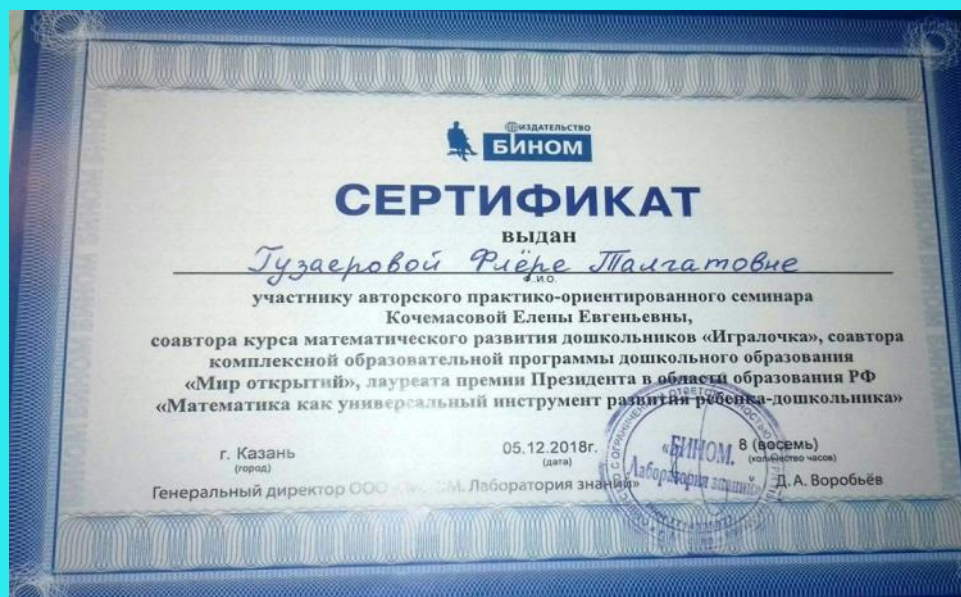 ИЗДАТЕЛЬСТВО
БИНОМ
СЕРТИФИКАТ
выдан
Гузаеровой Флёре Талгатовне
Ф.И.О.
участнику авторского практико-ориентированного семинара
Кочемасовой Елены Евгеньевны,
соавтора курса математического развития дошкольников «Игралочка», соавтора
комплексной образовательной программы дошкольного образования
«Мир открытий», лауреата премии Президента в области образования РФ
«Математика как универсальный инструмент развития ребенка-дошкольника»
г. Казань 05.12.2018г. 8 (восемь)
(город) (дата) (количество часов)
Генеральный директор ООО Лаборатория знаний» Д. А. Воробьёв
«БИНОМ.
Лаборатория знаний»